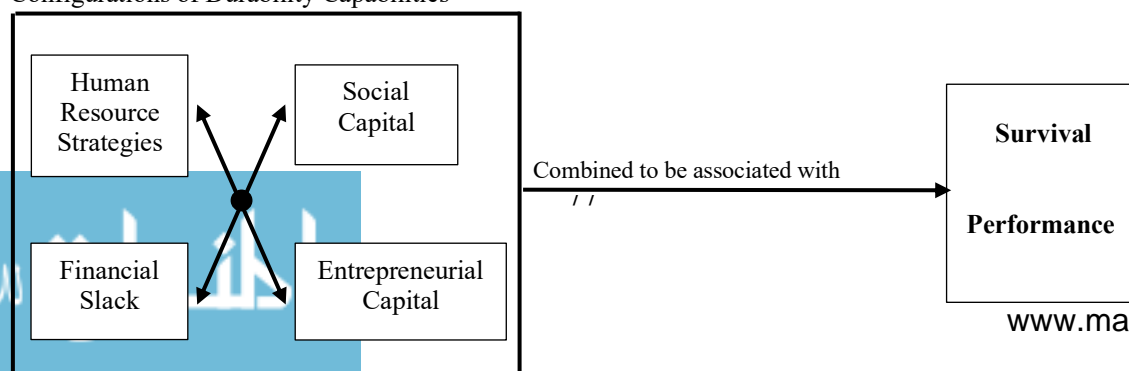 Configurations of Durability Capabilities
Human
Resource
Strategies
Social
Capital
Financial
Slack
Entrepreneurial
Capital
Combined to be associated with
Survival
Performance
www.ma